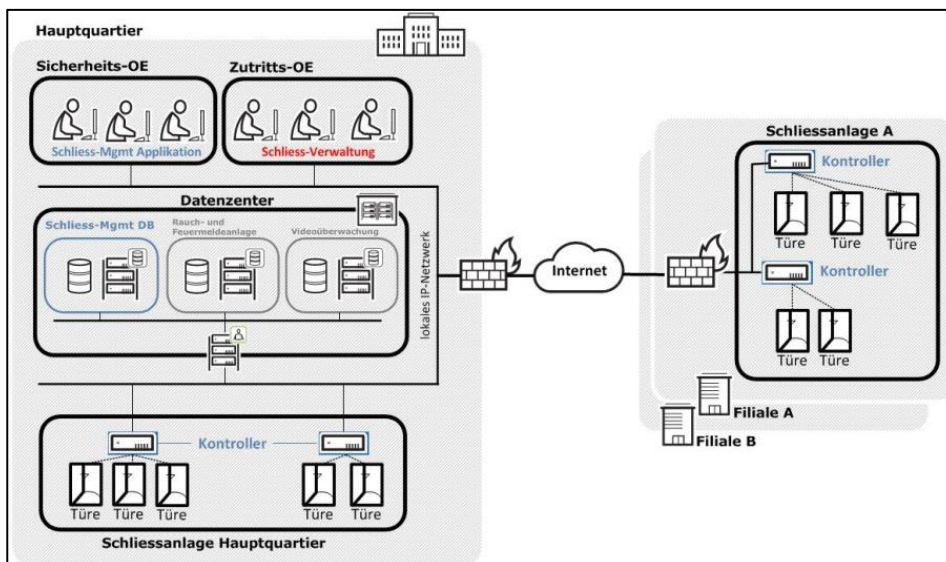 Hauptquartier
Sicherheits-OE
Zutritts-OE
Schliess-Mgmt Applikation
Schliess-Verwaltung
Datenzenter
Schliess-Mgmt DB
Rauch- und
Feuermeldeanlage
Videoüberwachung
lokales IP-Netzwerk
Kontroller
Türe Türe Türe
Türe Türe
Schliessanlage Hauptquartier
Internet
Schliessanlage A
Kontroller
Türe Türe Türe
Kontroller
Türe Türe
Filiale A
Filiale B